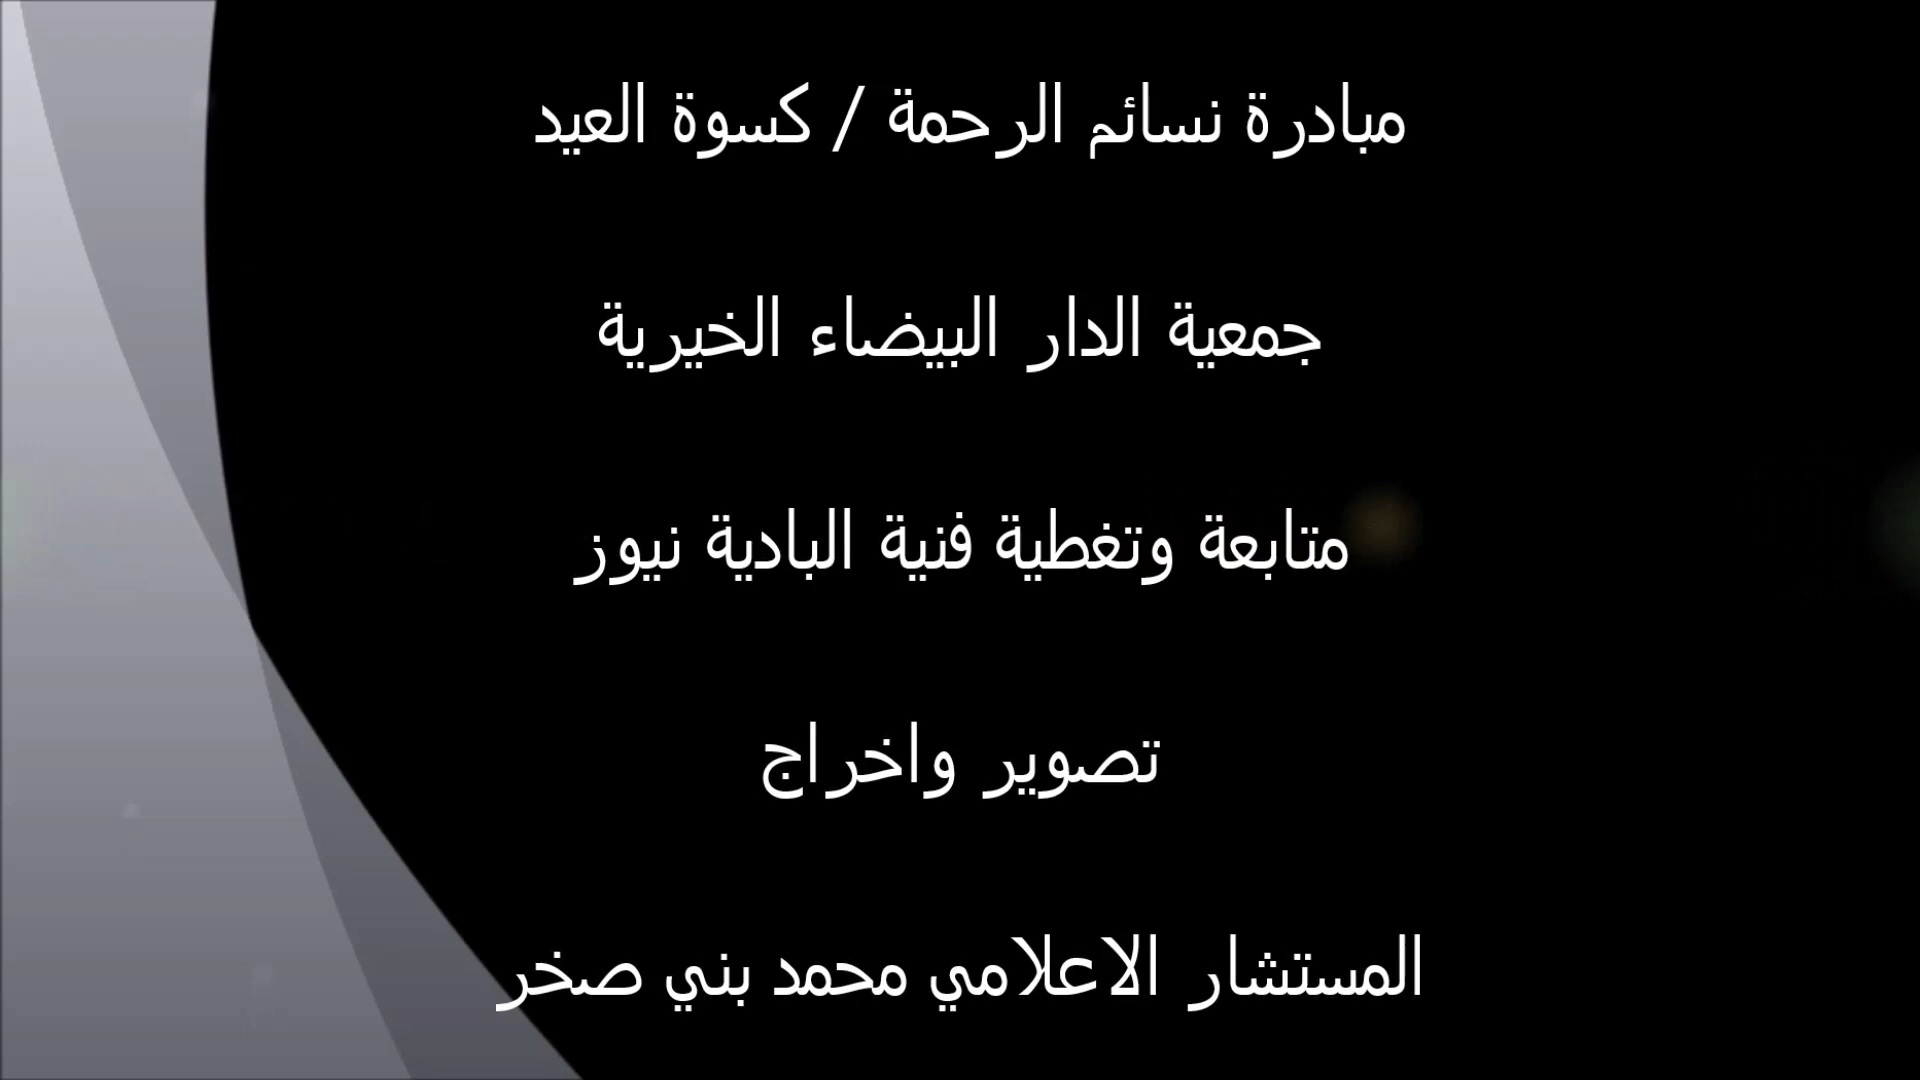 مبادرة نسائم الرحمة / كسوة العيد
جمعية الدار البيضاء الخيرية
متابعة وتغطية فنية البادية نيوز
تصوير واخراج
المستشار الاعلامي محمد بني صخر